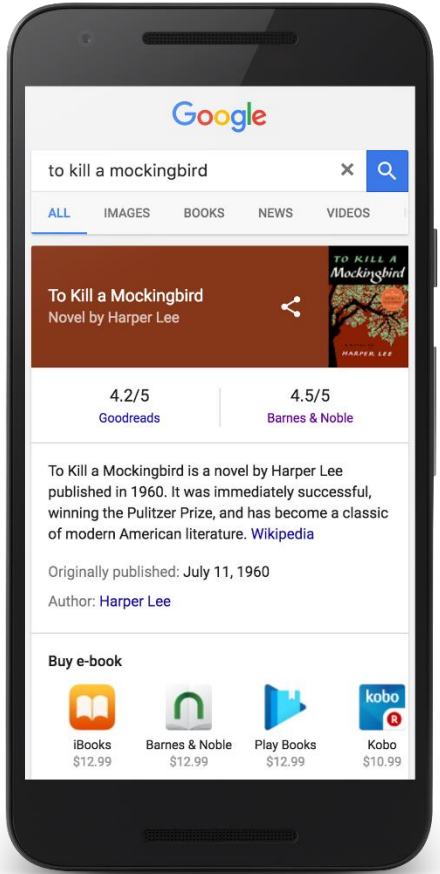 Google
to kill a mockingbird
ALL IMAGES BOOKS NEWS VIDEOS
To Kill a Mockingbird
Novel by Harper Lee
TO KILL A
Mockingbird
HARPER LEE
4.2/5 4.5/5
Goodreads Barnes & Noble
To Kill a Mockingbird is a novel by Harper Lee
published in 1960. It was immediately successful,
winning the Pulitzer Prize, and has become a classic
of modern American literature. Wikipedia
Originally published: July 11, 1960
Author: Harper Lee
Buy e-book
kobo
R
iBooks Barnes & Noble Play Books Kobo
$12.99 $12.99 $12.99 $10.99